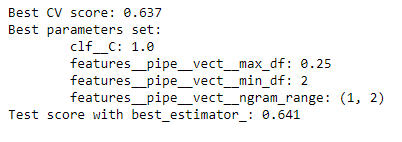 Best CV score: 0.637
Best parameters set:
        clf__C: 1.0
        features__pipe__vect__max_df: 0.25
        features__pipe__vect__min_df: 2
        features__pipe__vect__ngram_range: (1, 2)
Test score with best_estimator_: 0.641